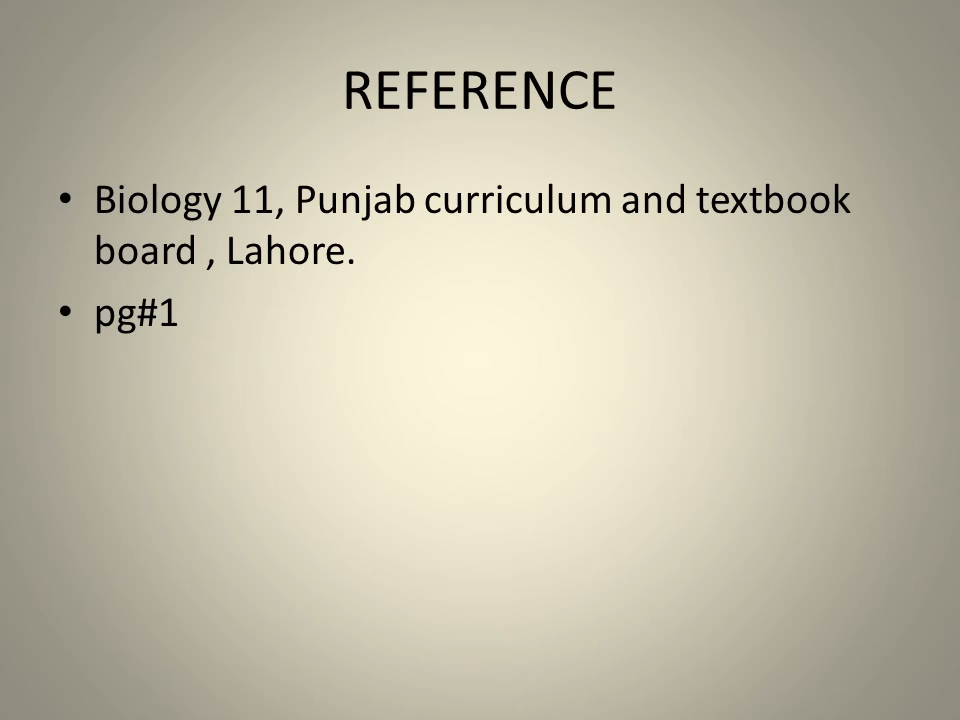 REFERENCE
• Biology 11, Punjab curriculum and textbook
board , Lahore.
• pg#1